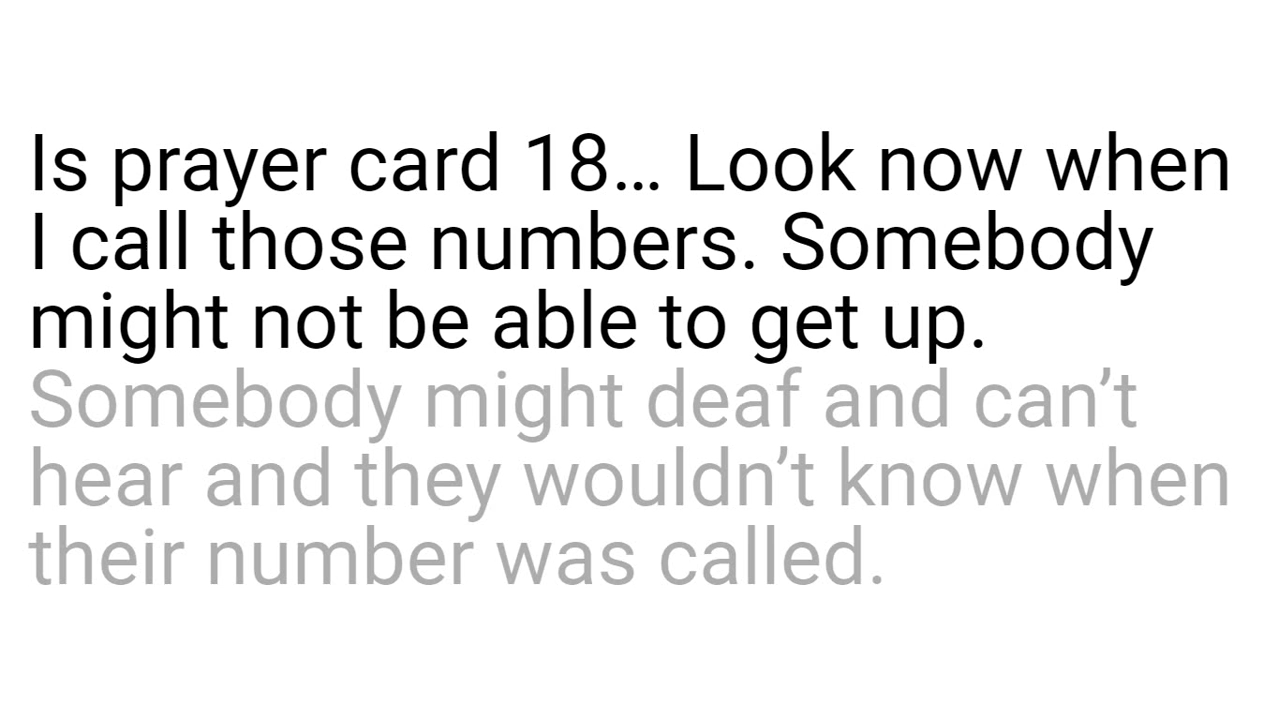 Is prayer card 18… Look now when
I call those numbers. Somebody
might not be able to get up.
Somebody might deaf and can’t
hear and they wouldn’t know when
their number was called.